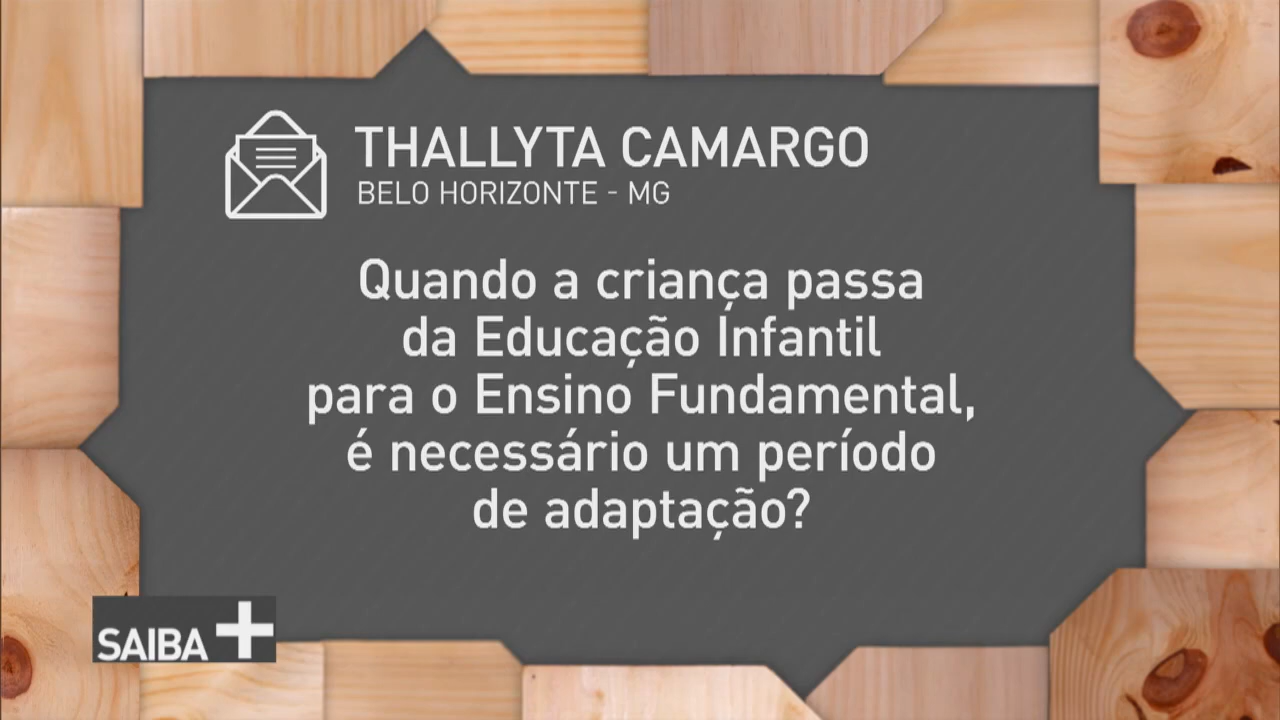 THALLYTA CAMARGO
BELO HORIZONTE - MG
Quando a criança passa
da Educação Infantil
para o Ensino Fundamental,
é necessário um período
de adaptação?
SAIBA+